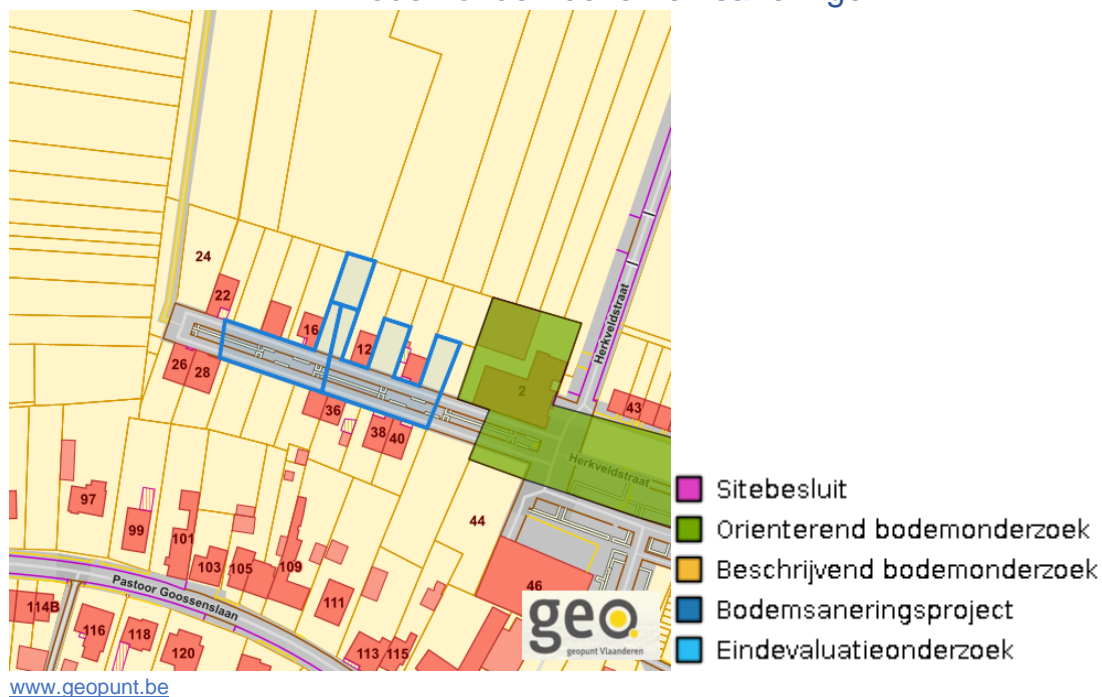 24
22
16
12
26
28
36
38
40
2
43
Herkveldstraat
Herkveldstraat
44
46
97
99
101
103
105
109
111
113
115
Pastoor Goossenslaan
114B
116
118
120
geo
geopunt Vlaanderen
Sitebesluit
Orienterend bodemonderzoek
Beschrijvend bodemonderzoek
Bodemsaneringsproject
Eindevaluatieonderzoek
www.geopunt.be